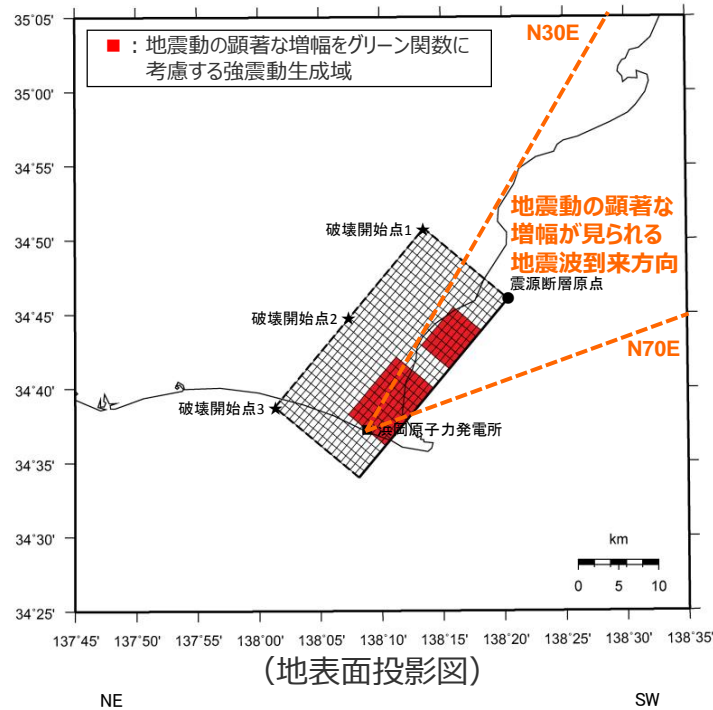 35°05'
35°00'
34°55'
34°50'
34°45'
34°40'
34°35'
34°30'
34°25'
■：地震動の顕著な増幅をグリーン関数に
考慮する強震動生成域
N30E
地震動の顕著な
増幅が見られる
地震波到来方向
破壊開始点1
震源断層原点
破壊開始点2
N70E
破壊開始点3
浜岡原子力発電所
km
0 5 10
137°45' 137°50' 137°55' 138°00' 138°05' 138°10' 138°15' 138°20' 138°25' 138°30' 138°35'
（地表面投影図）
NE SW